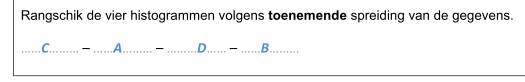 Rangschik de vier histogrammen volgens toenemende spreiding van de gegevens.
......C......... – ......A......... – .........D...... – ......B.........